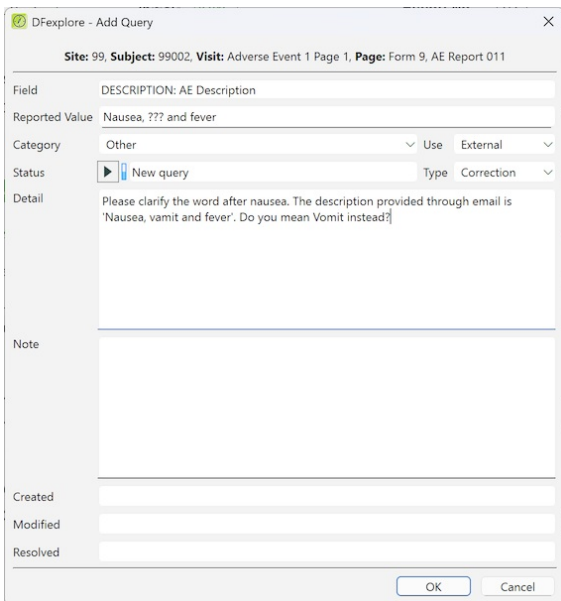 DFexplore - Add Query
Site: 99, Subject: 99002, Visit: Adverse Event 1 Page 1, Page: Form 9, AE Report 011
Field DESCRIPTION: AE Description
Reported Value Nausea, ??? and fever
Category Other Use External
Status New query Type Correction
Detail Please clarify the word after nausea. The description provided through email is
'Nausea, vamit and fever'. Do you mean Vomit instead?
Note
Created
Modified
Resolved
OK Cancel